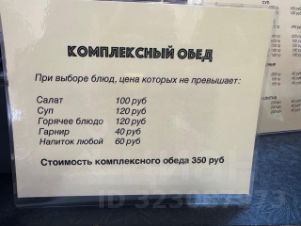 КОМПЛЕКСНЫЙ ОБЕД
При выборе блюд, цена которых не превышает:
Салат 100 руб
Суп 120 руб
Горячее блюдо 120 руб
Гарнир 40 руб
Напиток любой 60 руб
Стоимость комплексного обеда 350 руб